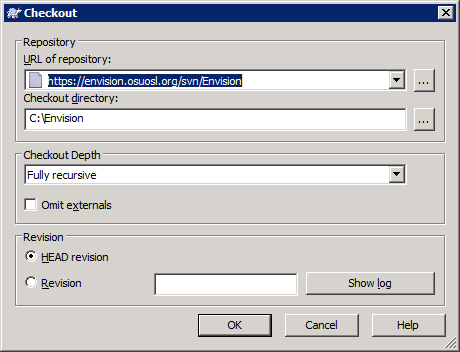 Checkout
Repository
URL of repository:
https://envision.osuosl.org/svn/Envision
...
Checkout directory:
C:\Envision
...
Checkout Depth
Fully recursive
Omit externals
Revision
HEAD revision
Revision
Show log
OK
Cancel
Help